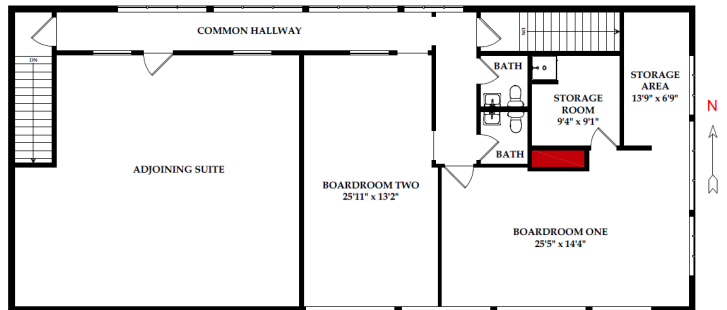 COMMON HALLWAY
DN
DN
BATH
STORAGE
AREA
13'9" x 6'9"
N
STORAGE
ROOM
9'4" x 9'1"
BATH
ADJOINING SUITE
BOARDROOM TWO
25'11" x 13'2"
BOARDROOM ONE
25'5" x 14'4"